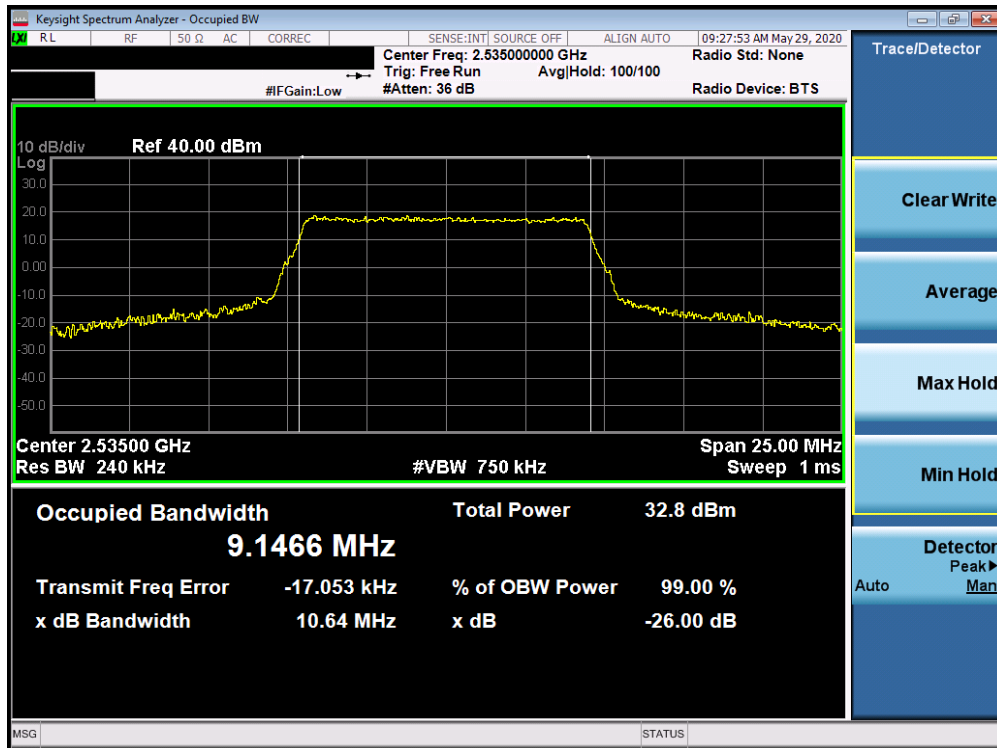 Keysight Spectrum Analyzer - Occupied BW
LXI RL RF 50 Ω AC CORREC SENSE:INT SOURCE OFF ALIGN AUTO 09:27:53 AM May 29, 2020
Center Freq: 2.535000000 GHz Radio Std: None
Trig: Free Run Avg|Hold: 100/100
#IFGain:Low #Atten: 36 dB Radio Device: BTS
Trace/Detector
10 dB/div Ref 40.00 dBm
Log
30.0
20.0
10.0
0.00
-10.0
-20.0
-30.0
-40.0
-50.0
Center 2.53500 GHz Span 25.00 MHz
Res BW 240 kHz #VBW 750 kHz Sweep 1 ms
Occupied Bandwidth Total Power 32.8 dBm
9.1466 MHz
Transmit Freq Error -17.053 kHz % of OBW Power 99.00 %
x dB Bandwidth 10.64 MHz x dB -26.00 dB
Clear Write
Average
Max Hold
Min Hold
Detector
Peak▶
Auto Man
MSG STATUS